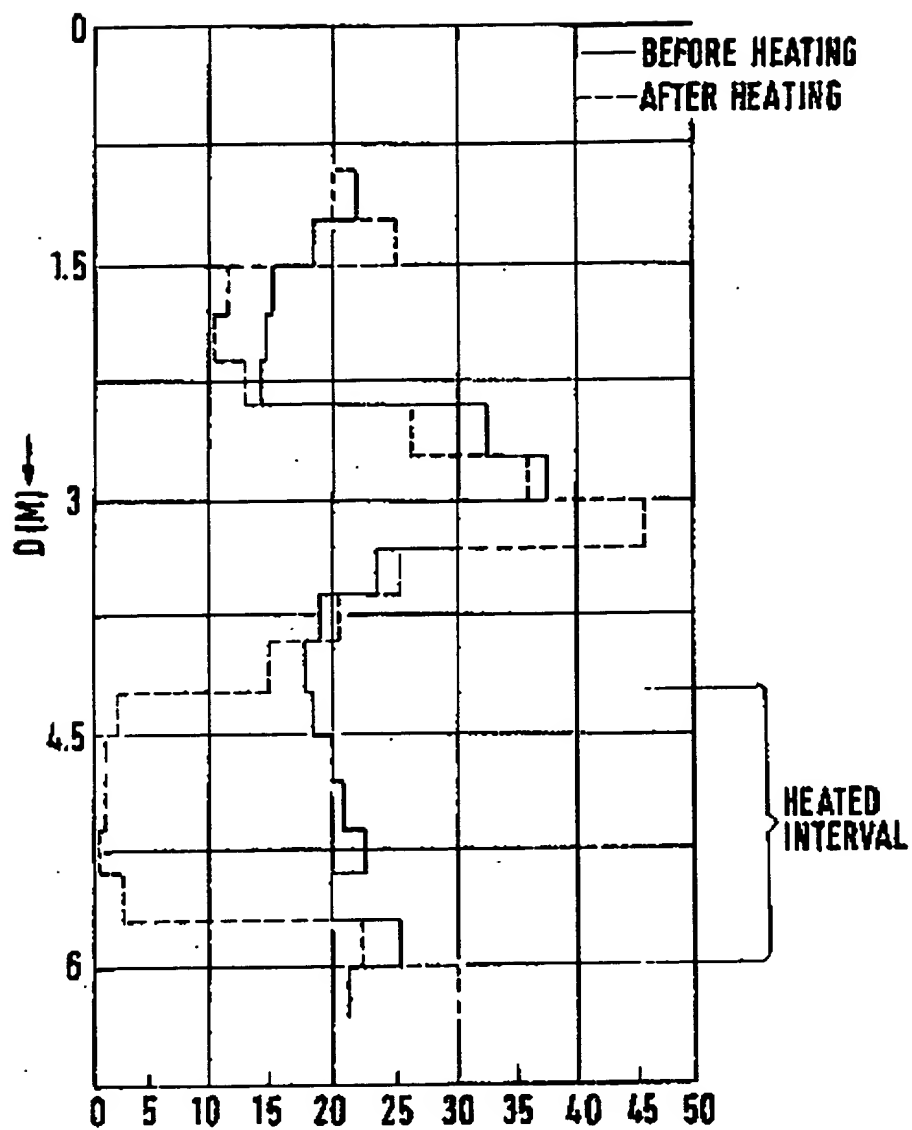 0
BEFORE HEATING
AFTER HEATING
1.5
D(M)
3
4.5
HEATED
INTERVAL
6
0 5 10 15 20 25 30 35 40 45 50